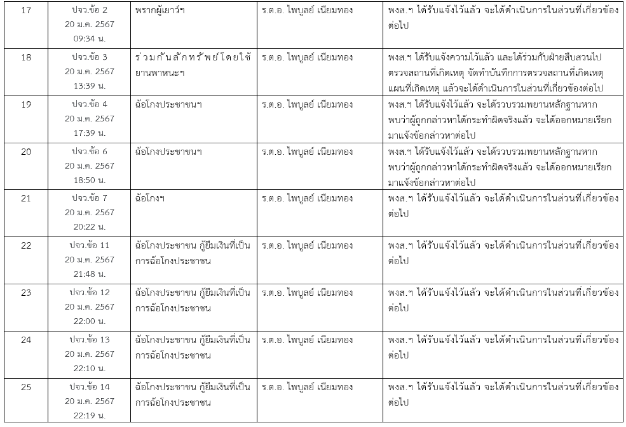 17
ปจว.ข้อ 2
20 ม.ค. 2567
09:34 น.
พรากผู้เยาว์ฯ
ร.ต.อ. ไพบูลย์ เนียมทอง
พงส.ฯ ได้รับแจ้งไว้แล้ว จะได้ดำเนินการในส่วนที่เกี่ยวข้อง
ต่อไป
18
ปจว.ข้อ 3
20 ม.ค. 2567
13:39 น.
ร่วมกันลักทรัพย์โดยใช้
ยานพาหนะฯ
ร.ต.อ. ไพบูลย์ เนียมทอง
พงส.ฯ ได้รับแจ้งความไว้แล้ว และได้ร่วมกับฝ่ายสืบสวนไป
ตรวจสถานที่เกิดเหตุ จัดทำบันทึกการตรวจสถานที่เกิดเหตุ
แผนที่เกิดเหตุ แล้วจะได้ดำเนินการในส่วนที่เกี่ยวข้องต่อไป
19
ปจว.ข้อ 4
20 ม.ค. 2567
17:39 น.
ฉ้อโกงประชาชนฯ
ร.ต.อ. ไพบูลย์ เนียมทอง
พงส.ฯ ได้รับแจ้งไว้แล้ว จะได้รวบรวมพยานหลักฐานหาก
พบว่าผู้ถูกกล่าวหาได้กระทำผิดจริงแล้ว จะได้ออกหมายเรียก
มาแจ้งข้อกล่าวหาต่อไป
20
ปจว.ข้อ 6
20 ม.ค. 2567
18:50 น.
ฉ้อโกงประชาชนฯ
ร.ต.อ. ไพบูลย์ เนียมทอง
พงส.ฯ ได้รับแจ้งไว้แล้ว จะได้รวบรวมพยานหลักฐานหาก
พบว่าผู้ถูกกล่าวหาได้กระทำผิดจริงแล้ว จะได้ออกหมายเรียก
มาแจ้งข้อกล่าวหาต่อไป
21
ปจว.ข้อ 7
20 ม.ค. 2567
20:22 น.
ฉ้อโกงฯ
ร.ต.อ. ไพบูลย์ เนียมทอง
พงส.ฯ ได้รับแจ้งไว้แล้ว จะได้ดำเนินการในส่วนที่เกี่ยวข้อง
ต่อไป
22
ปจว.ข้อ 11
20 ม.ค. 2567
21:48 น.
ฉ้อโกงประชาชน กู้ยืมเงินที่เป็น
การฉ้อโกงประชาชน
ร.ต.อ. ไพบูลย์ เนียมทอง
พงส.ฯ ได้รับแจ้งไว้แล้ว จะได้ดำเนินการในส่วนที่เกี่ยวข้อง
ต่อไป
23
ปจว.ข้อ 12
20 ม.ค. 2567
22:00 น.
ฉ้อโกงประชาชน กู้ยืมเงินที่เป็น
การฉ้อโกงประชาชน
ร.ต.อ. ไพบูลย์ เนียมทอง
พงส.ฯ ได้รับแจ้งไว้แล้ว จะได้ดำเนินการในส่วนที่เกี่ยวข้อง
ต่อไป
24
ปจว.ข้อ 13
20 ม.ค. 2567
22:10 น.
ฉ้อโกงประชาชน กู้ยืมเงินที่เป็น
การฉ้อโกงประชาชน
ร.ต.อ. ไพบูลย์ เนียมทอง
พงส.ฯ ได้รับแจ้งไว้แล้ว จะได้ดำเนินการในส่วนที่เกี่ยวข้อง
ต่อไป
25
ปจว.ข้อ 14
20 ม.ค. 2567
22:19 น.
ฉ้อโกงประชาชน กู้ยืมเงินที่เป็น
การฉ้อโกงประชาชน
ร.ต.อ. ไพบูลย์ เนียมทอง
พงส.ฯ ได้รับแจ้งไว้แล้ว จะได้ดำเนินการในส่วนที่เกี่ยวข้อง
ต่อไป